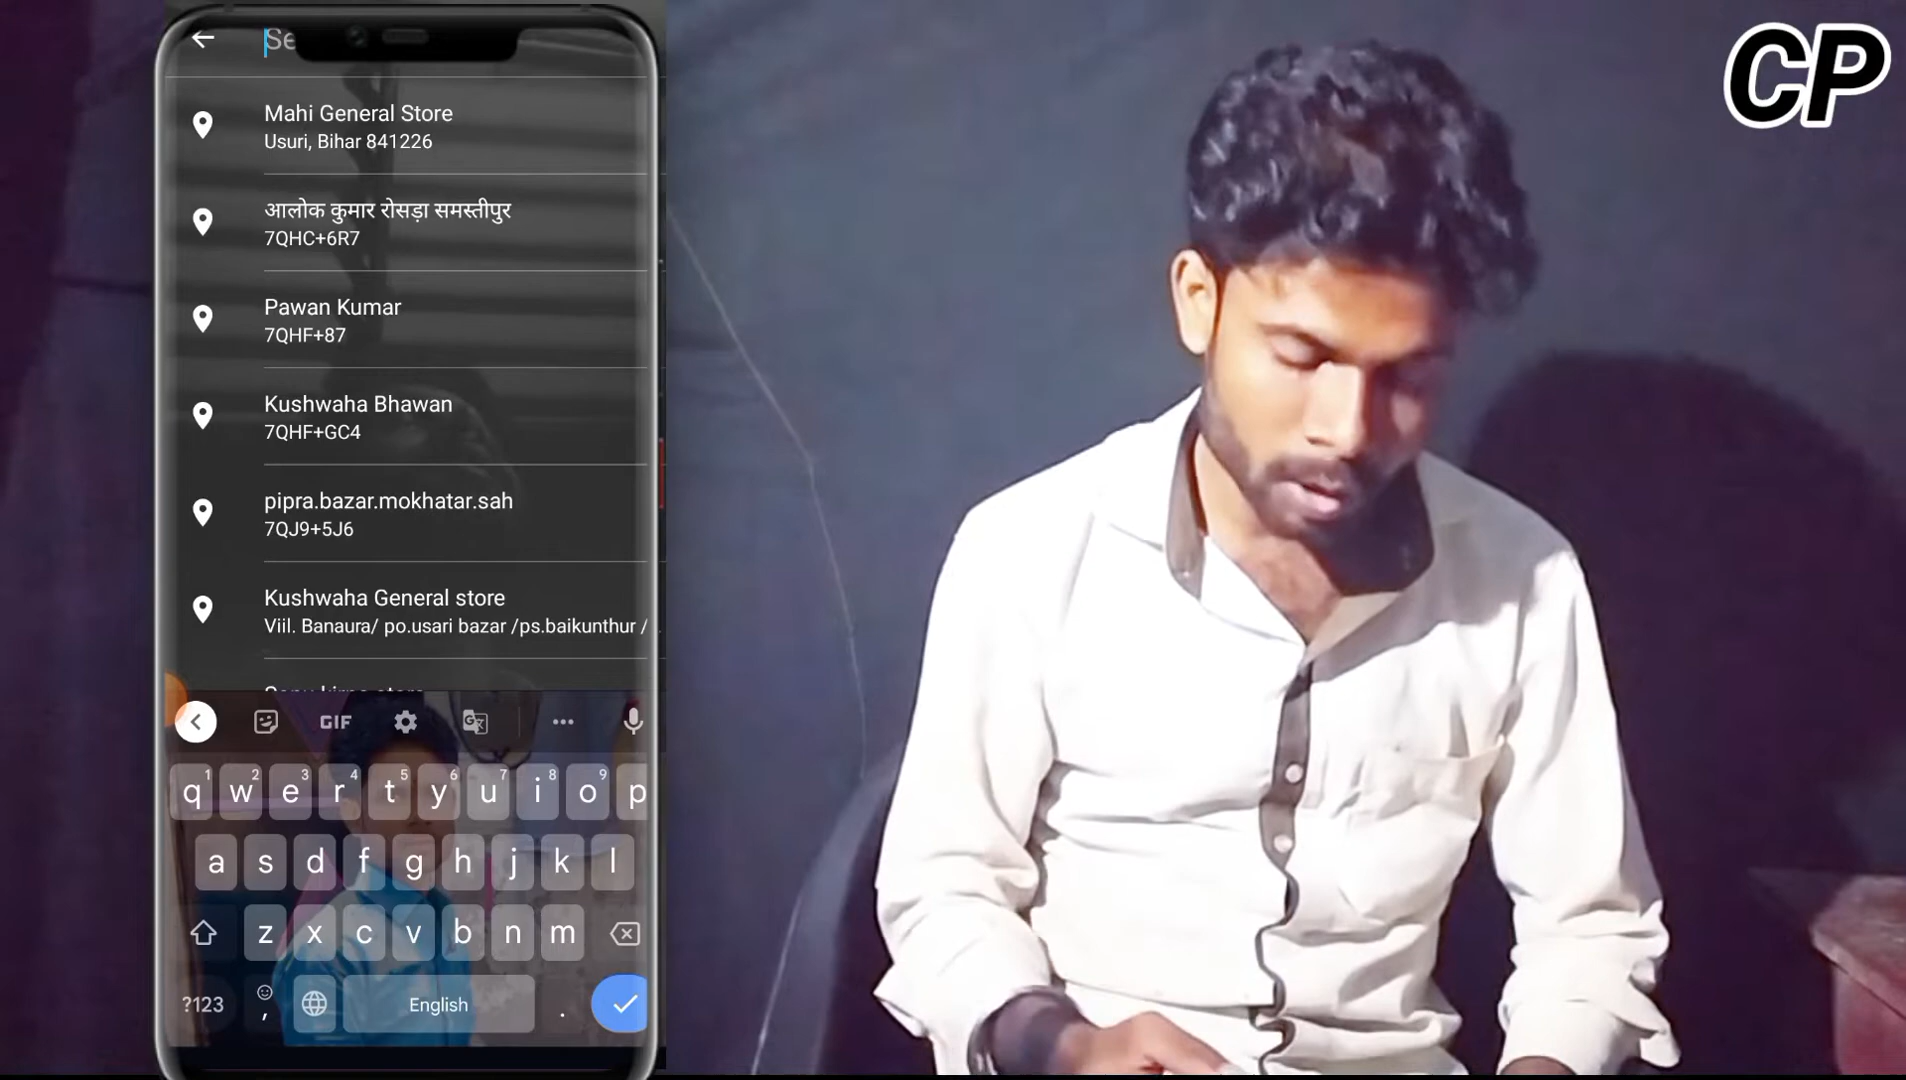 CP
Se
Mahi General Store
Usuri, Bihar 841226
आलोक कुमार रोसड़ा समस्तीपुर
7QHC+6R7
Pawan Kumar
7QHF+87
Kushwaha Bhawan
7QHF+GC4
pipra.bazar.mokhatar.sah
7QJ9+5J6
Kushwaha General store
Viil. Banaura/ po.usari bazar /ps.baikunthur /
GIF
1 2 3 4 5 6 7 8 9
q w e r t y u i o p
a s d f g h j k l
z x c v b n m
?123 , English .